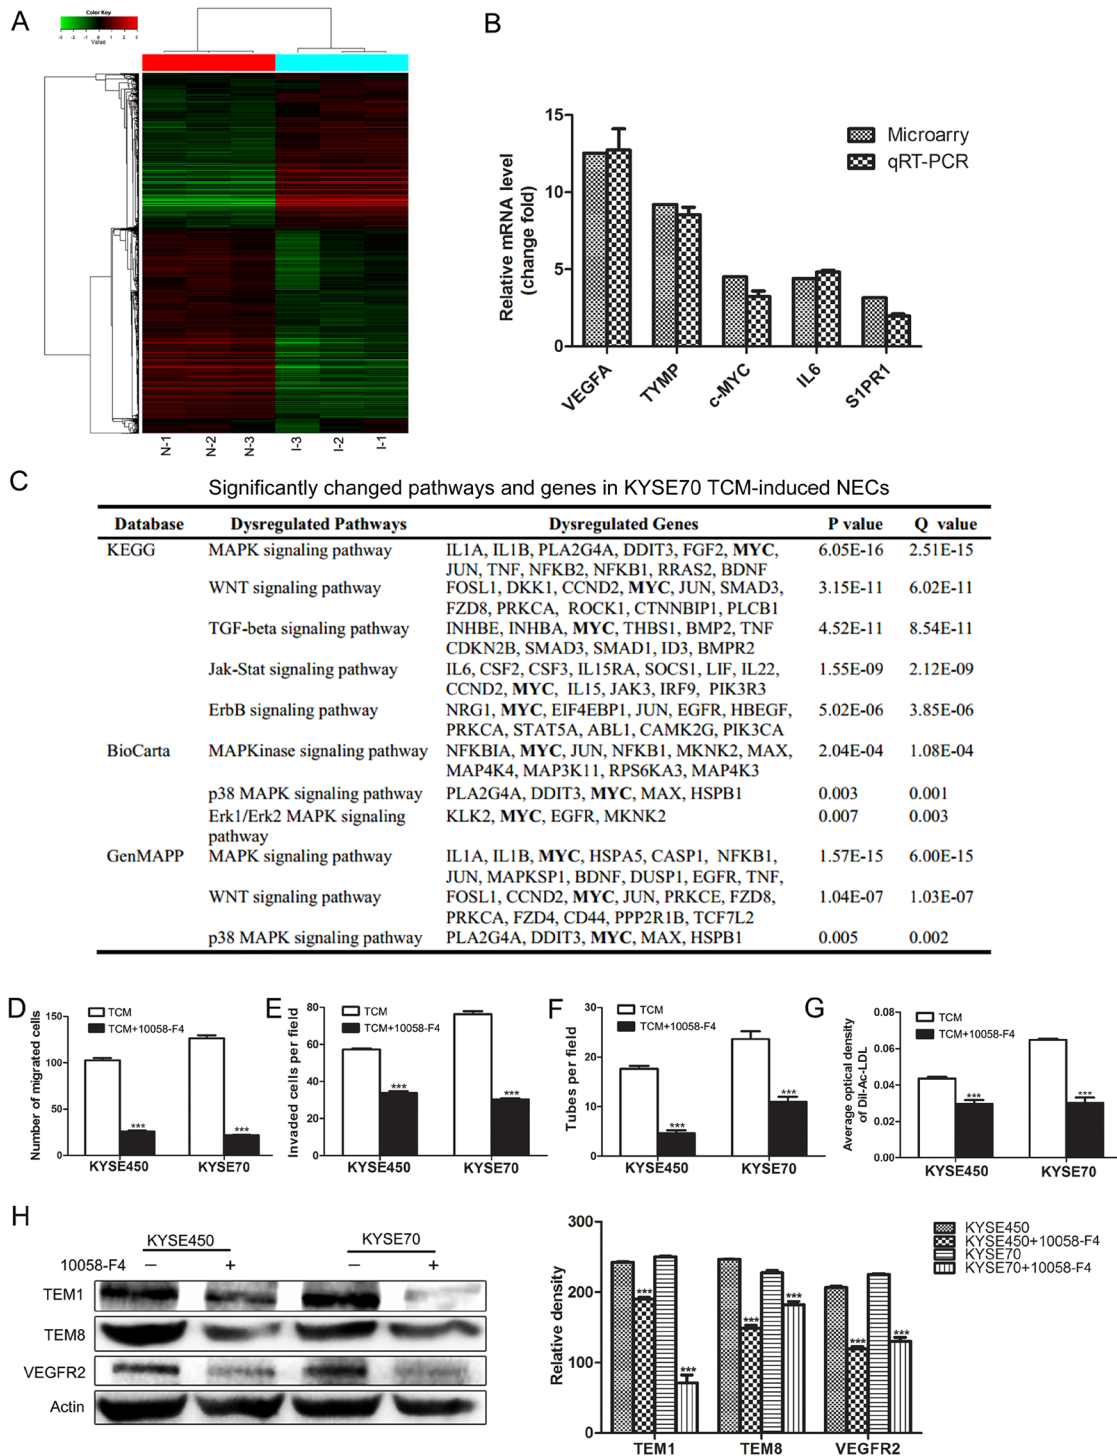 A
Color Key
-3 -2 -1 0 1 2 3
Value
N-1 N-2 N-3 I-3 I-2 I-1
B
Relative mRNA level
(change fold)
15
10
5
0
Microarry
qRT-PCR
VEGFA TYMP c-MYC IL6 S1PR1
C
Significantly changed pathways and genes in KYSE70 TCM-induced NECs
Database Dysregulated Pathways Dysregulated Genes P value Q value
KEGG MAPK signaling pathway IL1A, IL1B, PLA2G4A, DDIT3, FGF2, MYC, 6.05E-16 2.51E-15
JUN, TNF, NFKB2, NFKB1, RRAS2, BDNF
WNT signaling pathway FOSL1, DKK1, CCND2, MYC, JUN, SMAD3, 3.15E-11 6.02E-11
FZD8, PRKCA, ROCK1, CTNNBIP1, PLCB1
TGF-beta signaling pathway INHBE, INHBA, MYC, THBS1, BMP2, TNF 4.52E-11 8.54E-11
CDKN2B, SMAD3, SMAD1, ID3, BMPR2
Jak-Stat signaling pathway IL6, CSF2, CSF3, IL15RA, SOCS1, LIF, IL22, 1.55E-09 2.12E-09
CCND2, MYC, IL15, JAK3, IRF9, PIK3R3
ErbB signaling pathway NRG1, MYC, EIF4EBP1, JUN, EGFR, HBEGF, 5.02E-06 3.85E-06
PRKCA, STAT5A, ABL1, CAMK2G, PIK3CA
BioCarta MAPKinase signaling pathway NFKBIA, MYC, JUN, NFKB1, MKNK2, MAX, 2.04E-04 1.08E-04
MAP4K4, MAP3K11, RPS6KA3, MAP4K3
p38 MAPK signaling pathway PLA2G4A, DDIT3, MYC, MAX, HSPB1 0.003 0.001
Erk1/Erk2 MAPK signaling KLK2, MYC, EGFR, MKNK2 0.007 0.003
pathway
GenMAPP MAPK signaling pathway IL1A, IL1B, MYC, HSPA5, CASP1, NFKB1, 1.57E-15 6.00E-15
JUN, MAPKSP1, BDNF, DUSP1, EGFR, TNF,
WNT signaling pathway FOSL1, CCND2, MYC, JUN, PRKCE, FZD8, 1.04E-07 1.03E-07
PRKCA, FZD4, CD44, PPP2R1B, TCF7L2
p38 MAPK signaling pathway PLA2G4A, DDIT3, MYC, MAX, HSPB1 0.005 0.002
D
Number of migrated cells
150
100
50
0
TCM
TCM+10058-F4
*** ***
KYSE450 KYSE70
E
Invaded cells per field
80
60
40
20
0
TCM
TCM+10058-F4
*** ***
KYSE450 KYSE70
F
Tubes per field
30
20
10
0
TCM
TCM+10058-F4
*** ***
KYSE450 KYSE70
G
Average optical density
of Dil-Ac-LDL
0.08
0.06
0.04
0.02
0.00
TCM
TCM+10058-F4
*** ***
KYSE450 KYSE70
H
KYSE450 KYSE70
10058-F4 − + − +
TEM1
TEM8
VEGFR2
Actin
Relative density
300
200
100
0
KYSE450
KYSE450+10058-F4
KYSE70
KYSE70+10058-F4
*** *** *** *** *** ***
TEM1 TEM8 VEGFR2